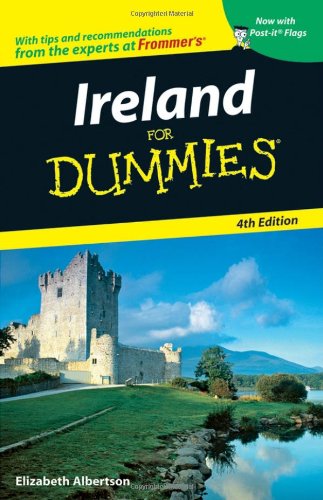 With tips and recommendations
from the experts at Frommer's®
Now with
Post-it® Flags
Ireland
FOR
DUMMIES®
4th Edition
Elizabeth Albertson